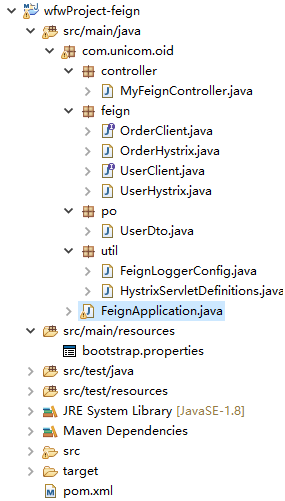 wfwProject-feign
src/main/java
com.unicom.oid
controller
MyFeignController.java
feign
OrderClient.java
OrderHystrix.java
UserClient.java
UserHystrix.java
po
UserDto.java
util
FeignLoggerConfig.java
HystrixServletDefinitions.java
FeignApplication.java
src/main/resources
bootstrap.properties
src/test/java
src/test/resources
JRE System Library [JavaSE-1.8]
Maven Dependencies
src
target
pom.xml